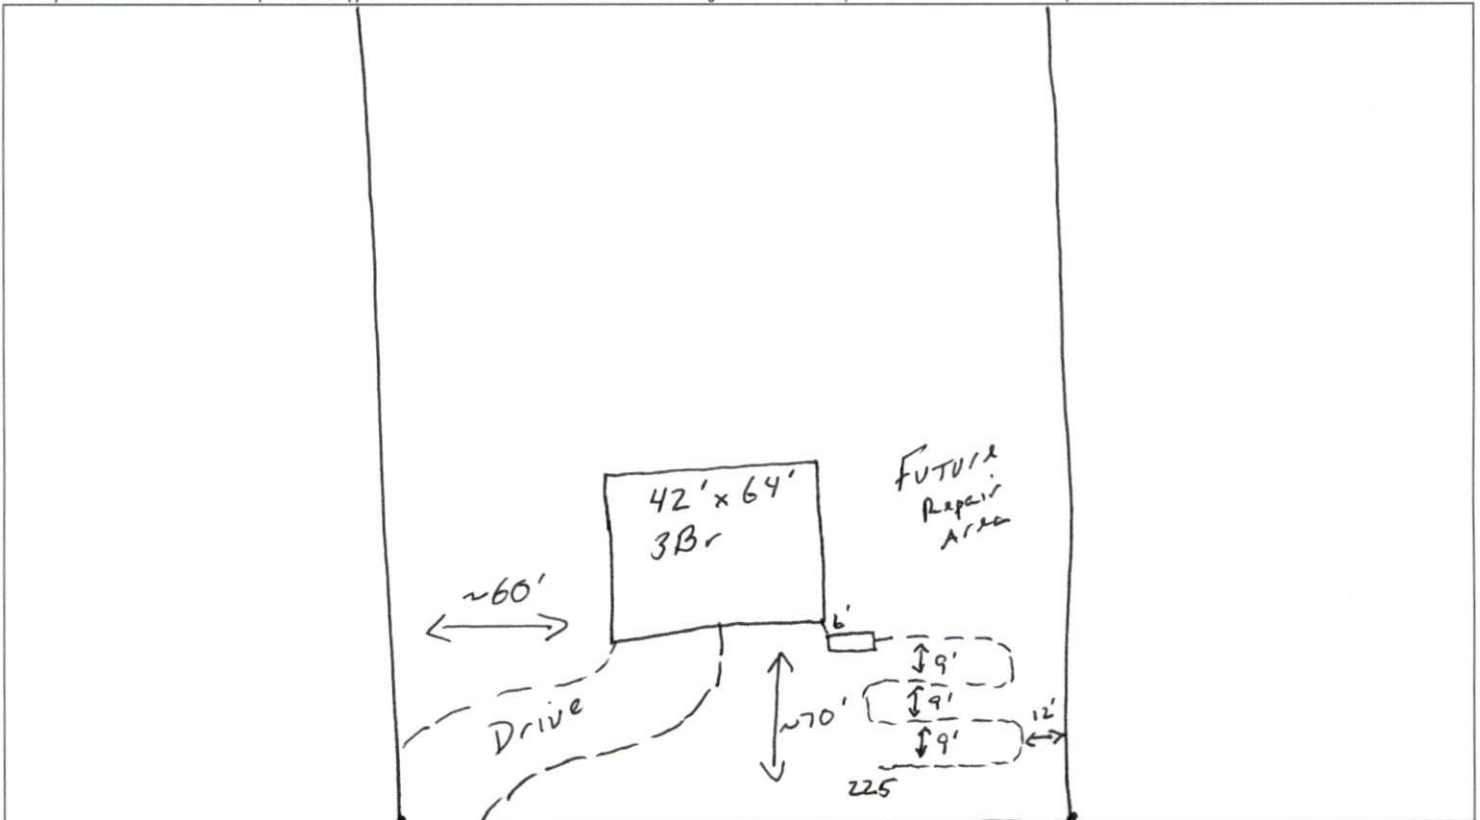 42' x 64'
3Br
Future
Repair
Area
~60'
6'
9'
9'
9'
12'
~70'
Drive
225